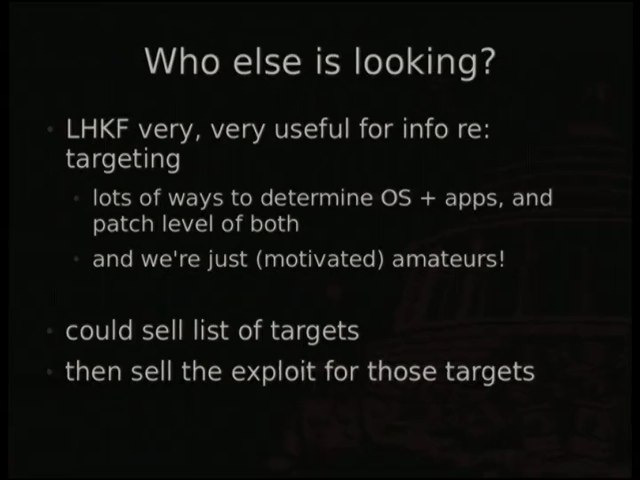 Who else is looking?
• LHKF very, very useful for info re:
targeting
• lots of ways to determine OS + apps, and
patch level of both
• and we're just (motivated) amateurs!
• could sell list of targets
• then sell the exploit for those targets